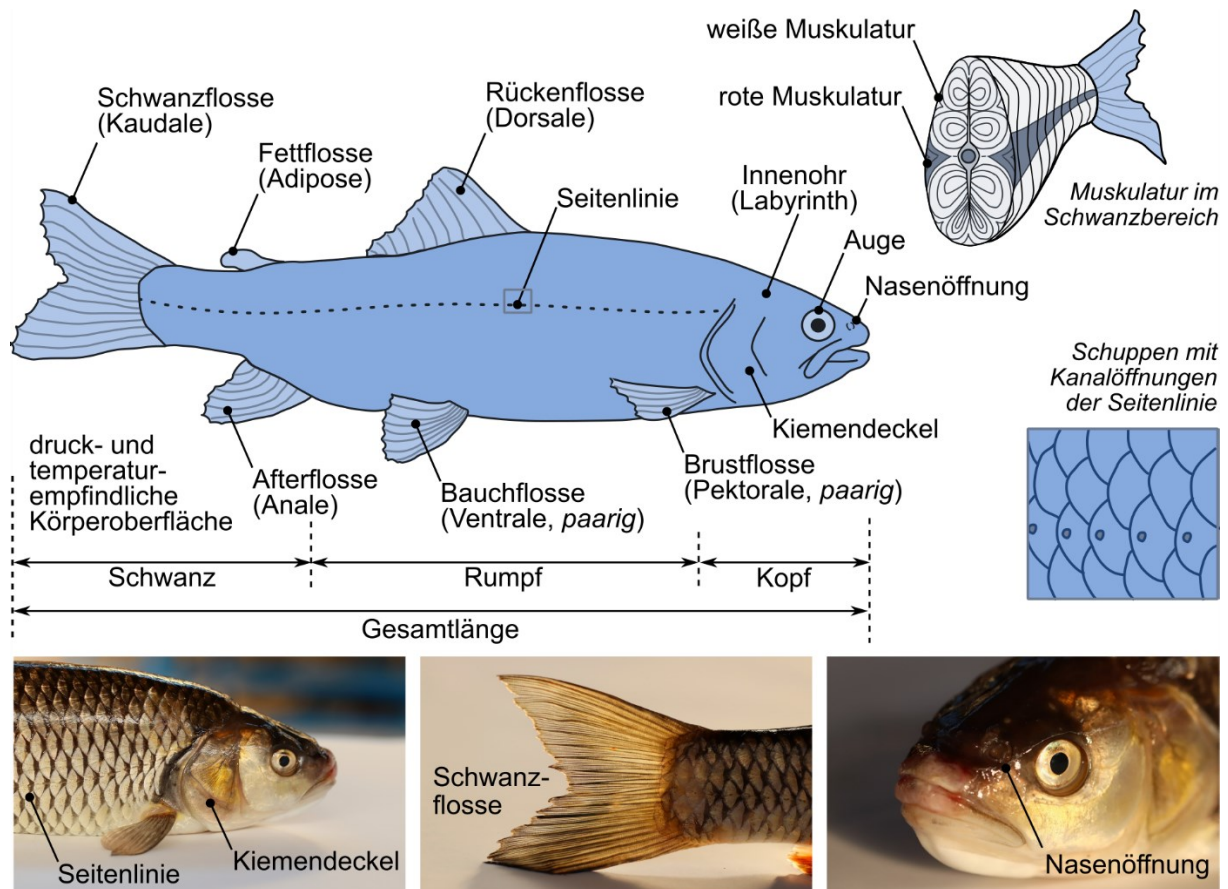 weiße Muskulatur
rote Muskulatur
Muskulatur im
Schwanzbereich
Schwanzflosse
(Kaudale)
Fettflosse
(Adipose)
Rückenflosse
(Dorsale)
Seitenlinie
Innenohr
(Labyrinth)
Auge
Nasenöffnung
Schuppen mit
Kanalöffnungen
der Seitenlinie
druck- und
temperatur-
empfindliche
Körperoberfläche
Afterflosse
(Anale)
Bauchflosse
(Ventrale, paarig)
Brustflosse
(Pektorale, paarig)
Kiemendeckel
Schwanz
Rumpf
Kopf
Gesamtlänge
Seitenlinie
Kiemendeckel
Schwanz-
flosse
Nasenöffnung